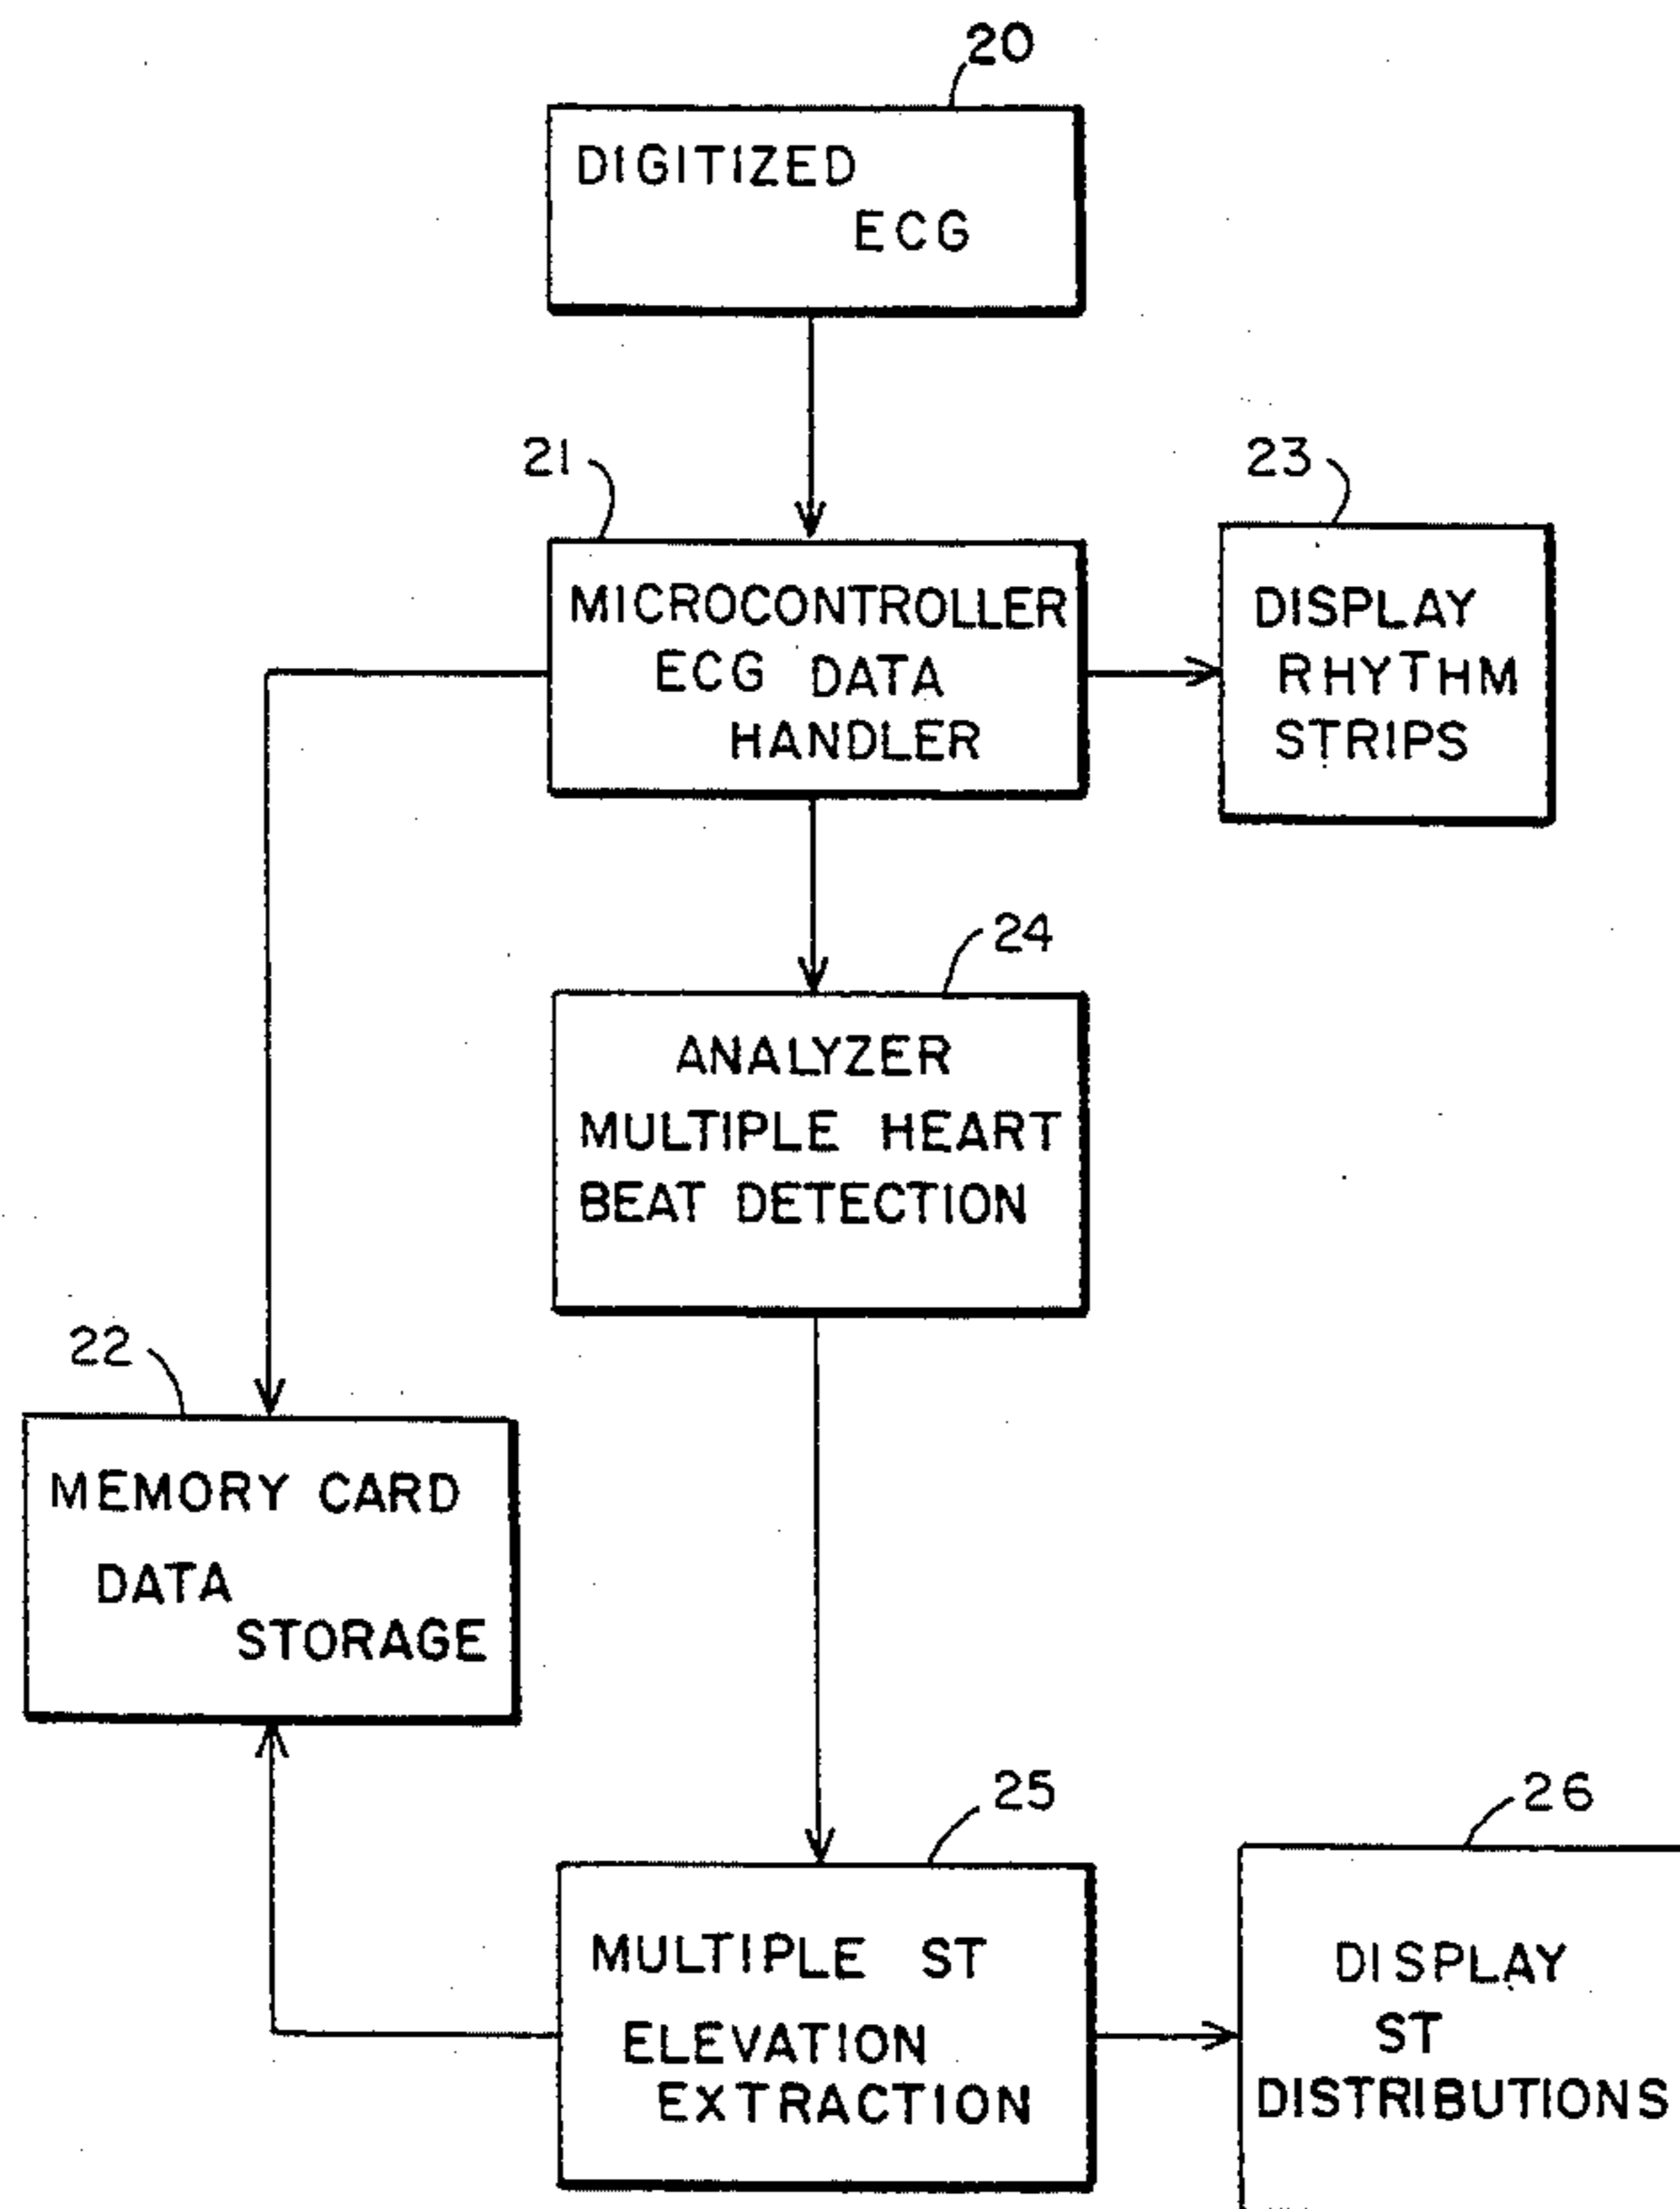 20
DIGITIZED
ECG
21
23
MICROCONTROLLER
ECG DATA
HANDLER
DISPLAY
RHYTHM
STRIPS
24
ANALYZER
MULTIPLE HEART
BEAT DETECTION
22
MEMORY CARD
DATA
STORAGE
25
26
MULTIPLE ST
ELEVATION
EXTRACTION
DISPLAY
ST
DISTRIBUTIONS